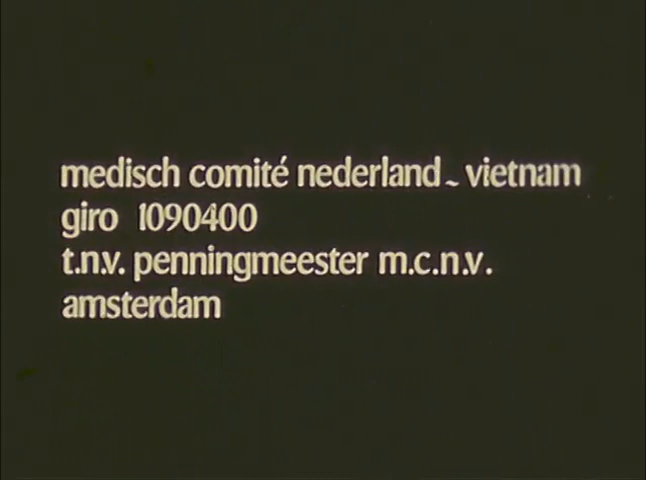 medisch comité nederland - vietnam
giro 1090400
t.n.v. penningmeester m.c.n.v.
amsterdam